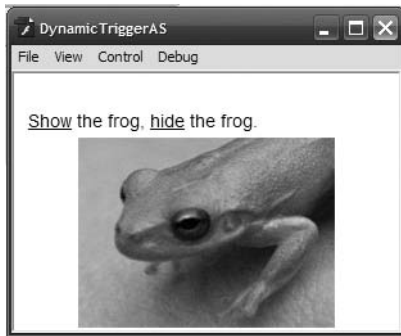 DynamicTriggerAS
File View Control Debug
Show the frog, hide the frog.